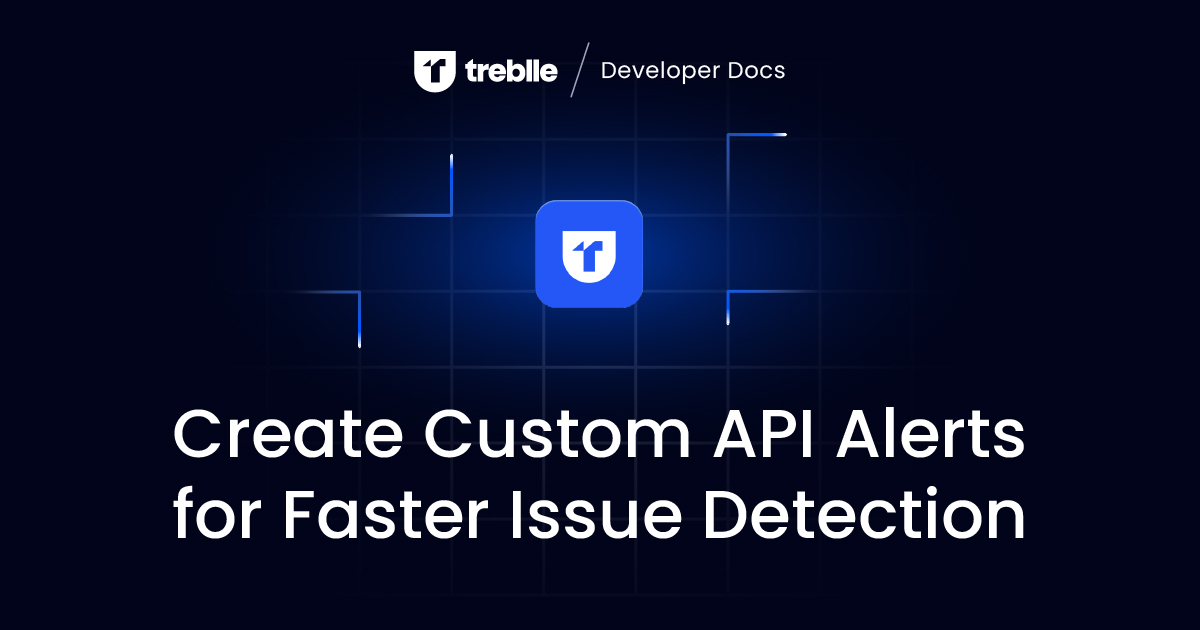 treblle / Developer Docs
Create Custom API Alerts
for Faster Issue Detection